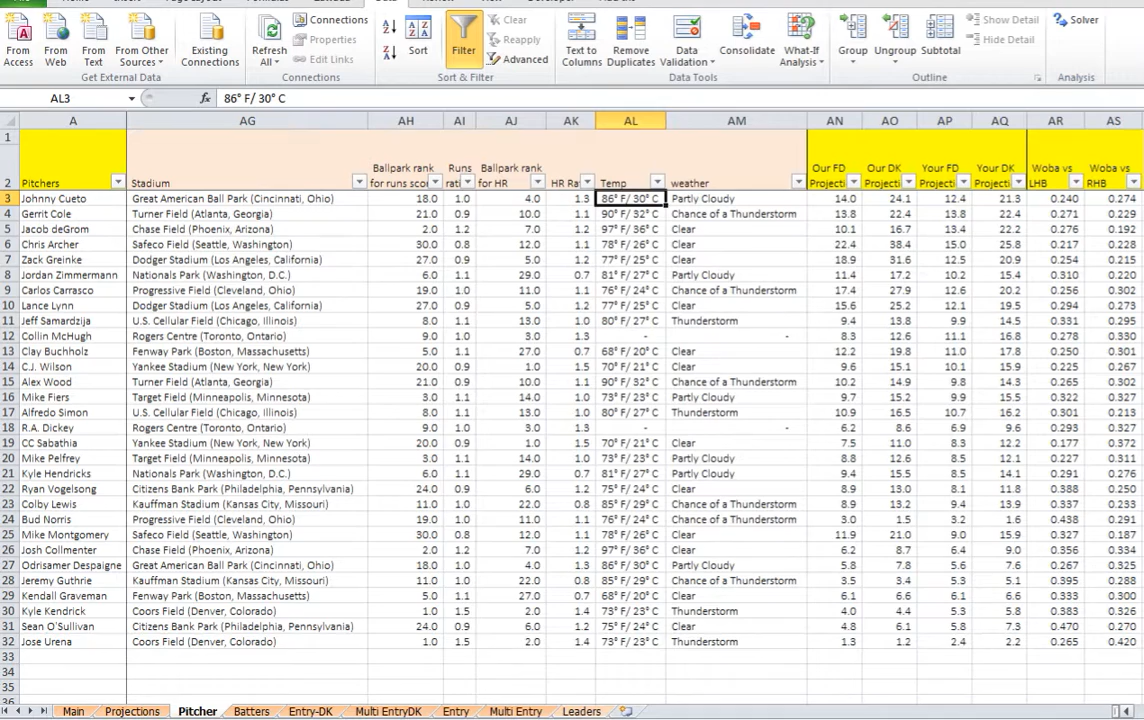 From Access
From Web
From Text
From Other Sources
Existing Connections
Refresh All
Connections
Properties
Edit Links
Sort
Filter
Clear
Reapply
Advanced
Text to Columns
Remove Duplicates
Data Validation
Consolidate
What-If Analysis
Group
Ungroup
Subtotal
Show Detail
Hide Detail
Solver
Get External Data
Connections
Sort & Filter
Data Tools
Outline
Analysis
AL3 fx 86° F/ 30° C
A AG AH AI AJ AK AL AM AN AO AP AQ AR AS
1
2 Pitchers Stadium Ballpark rank for runs sco Runs rati Ballpark rank for HR HR Ra Temp weather Our FD Projecti Our DK Projecti Your FD Projecti Your DK Projecti Woba vs LHB Woba vs RHB
3 Johnny Cueto Great American Ball Park (Cincinnati, Ohio) 18.0 1.0 4.0 1.3 86° F/ 30° C Partly Cloudy 14.0 24.1 12.4 21.3 0.240 0.274
4 Gerrit Cole Turner Field (Atlanta, Georgia) 21.0 0.9 10.0 1.1 90° F/ 32° C Chance of a Thunderstorm 13.8 22.4 13.8 22.4 0.271 0.229
5 Jacob deGrom Chase Field (Phoenix, Arizona) 2.0 1.2 7.0 1.2 97° F/ 36° C Clear 10.1 16.7 13.4 22.2 0.276 0.192
6 Chris Archer Safeco Field (Seattle, Washington) 30.0 0.8 12.0 1.1 78° F/ 26° C Clear 22.4 38.4 15.0 25.9 0.217 0.228
7 Zack Greinke Dodger Stadium (Los Angeles, California) 27.0 0.9 5.0 1.2 77° F/ 25° C Clear 18.9 31.6 12.5 20.9 0.254 0.215
8 Jordan Zimmermann Nationals Park (Washington, D.C.) 6.0 1.1 29.0 0.7 81° F/ 27° C Partly Cloudy 11.4 17.2 10.2 15.4 0.310 0.220
9 Carlos Carrasco Progressive Field (Cleveland, Ohio) 19.0 1.0 11.0 1.1 76° F/ 24° C Chance of a Thunderstorm 17.4 27.9 12.6 20.2 0.256 0.302
10 Lance Lynn Dodger Stadium (Los Angeles, California) 27.0 0.9 5.0 1.2 77° F/ 25° C Clear 15.6 25.2 12.1 19.5 0.294 0.273
11 Jeff Samardzija U.S. Cellular Field (Chicago, Illinois) 8.0 1.1 13.0 1.0 80° F/ 27° C Thunderstorm 9.4 13.8 9.9 14.5 0.331 0.295
12 Collin McHugh Rogers Centre (Toronto, Ontario) 9.0 1.0 3.0 1.3 - - 8.3 12.6 11.1 16.8 0.278 0.330
13 Clay Buchholz Fenway Park (Boston, Massachusetts) 5.0 1.1 27.0 0.7 68° F/ 20° C Clear 12.2 19.8 11.0 17.8 0.250 0.301
14 C.J. Wilson Yankee Stadium (New York, New York) 20.0 0.9 1.0 1.5 70° F/ 21° C Clear 9.6 15.1 10.1 15.9 0.225 0.267
15 Alex Wood Turner Field (Atlanta, Georgia) 21.0 0.9 10.0 1.1 90° F/ 32° C Chance of a Thunderstorm 10.2 14.9 9.8 14.3 0.265 0.302
16 Mike Fiers Target Field (Minneapolis, Minnesota) 3.0 1.1 14.0 1.0 73° F/ 23° C Partly Cloudy 9.7 15.2 9.9 15.5 0.322 0.327
17 Alfredo Simon U.S. Cellular Field (Chicago, Illinois) 8.0 1.1 13.0 1.0 80° F/ 27° C Thunderstorm 10.9 16.5 10.7 16.2 0.301 0.213
18 R.A. Dickey Rogers Centre (Toronto, Ontario) 9.0 1.0 3.0 1.3 - - 6.2 8.6 6.9 9.6 0.293 0.327
19 CC Sabathia Yankee Stadium (New York, New York) 20.0 0.9 1.0 1.5 70° F/ 21° C Clear 7.5 11.0 8.3 12.2 0.177 0.372
20 Mike Pelfrey Target Field (Minneapolis, Minnesota) 3.0 1.1 14.0 1.0 73° F/ 23° C Partly Cloudy 8.8 12.6 8.5 12.1 0.227 0.311
21 Kyle Hendricks Nationals Park (Washington, D.C.) 6.0 1.1 29.0 0.7 81° F/ 27° C Partly Cloudy 9.4 15.5 8.5 14.1 0.291 0.276
22 Ryan Vogelsong Citizens Bank Park (Philadelphia, Pennsylvania) 24.0 0.9 6.0 1.2 75° F/ 24° C Clear 8.9 13.0 8.1 11.8 0.388 0.250
23 Colby Lewis Kauffman Stadium (Kansas City, Missouri) 11.0 1.0 22.0 0.8 85° F/ 29° C Chance of a Thunderstorm 8.9 13.2 9.4 13.9 0.337 0.233
24 Bud Norris Progressive Field (Cleveland, Ohio) 19.0 1.0 11.0 1.1 76° F/ 24° C Chance of a Thunderstorm 3.0 1.5 3.2 1.6 0.438 0.291
25 Mike Montgomery Safeco Field (Seattle, Washington) 30.0 0.8 12.0 1.1 78° F/ 26° C Clear 11.9 21.0 9.0 15.9 0.327 0.187
26 Josh Collmenter Chase Field (Phoenix, Arizona) 2.0 1.2 7.0 1.2 97° F/ 36° C Clear 6.2 8.7 6.4 9.0 0.356 0.334
27 Odrisamer Despaigne Great American Ball Park (Cincinnati, Ohio) 18.0 1.0 4.0 1.3 86° F/ 30° C Partly Cloudy 5.8 7.8 5.6 7.6 0.267 0.325
28 Jeremy Guthrie Kauffman Stadium (Kansas City, Missouri) 11.0 1.0 22.0 0.8 85° F/ 29° C Chance of a Thunderstorm 3.5 3.4 5.3 5.1 0.395 0.288
29 Kendall Graveman Fenway Park (Boston, Massachusetts) 5.0 1.1 27.0 0.7 68° F/ 20° C Clear 6.1 6.6 6.1 6.6 0.333 0.300
30 Kyle Kendrick Coors Field (Denver, Colorado) 1.0 1.5 2.0 1.4 73° F/ 23° C Thunderstorm 4.0 4.4 5.3 5.8 0.383 0.326
31 Sean O'Sullivan Citizens Bank Park (Philadelphia, Pennsylvania) 24.0 0.9 6.0 1.2 75° F/ 24° C Clear 4.8 6.1 5.8 7.3 0.470 0.270
32 Jose Urena Coors Field (Denver, Colorado) 1.0 1.5 2.0 1.4 73° F/ 23° C Thunderstorm 1.3 1.2 2.4 2.2 0.265 0.420
33
34
35
Main Projections Pitcher Batters Entry-DK Multi EntryDK Entry Multi Entry Leaders